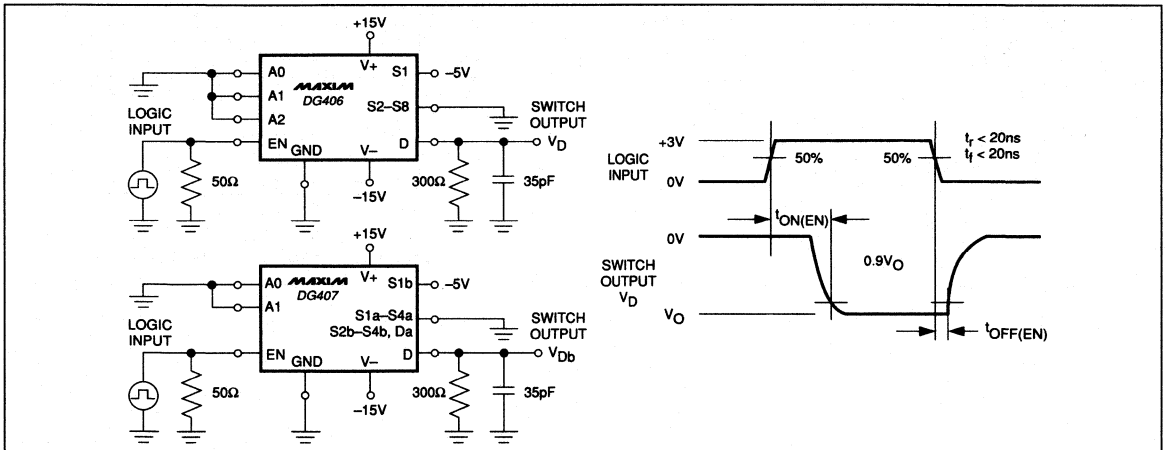 +15V
V+
A0
A1
A2
EN
MAXIM
DG406
S1
–5V
S2–S8
D
GND
V–
–15V
LOGIC
INPUT
50Ω
SWITCH
OUTPUT
VD
300Ω
35pF
+15V
V+
A0
A1
EN
MAXIM
DG407
S1b
–5V
S1a–S4a
S2b–S4b, Da
D
GND
V–
–15V
LOGIC
INPUT
50Ω
SWITCH
OUTPUT
VDb
300Ω
35pF
LOGIC
INPUT
+3V
0V
50%
50%
tr < 20ns
tf < 20ns
tON(EN)
0V
SWITCH
OUTPUT
VD
0.9VO
VO
tOFF(EN)